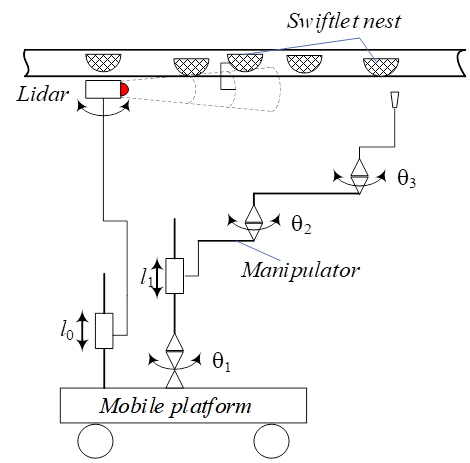 Swiftlet nest
Lidar
θ3
θ2
l1
Manipulator
l0
θ1
Mobile platform